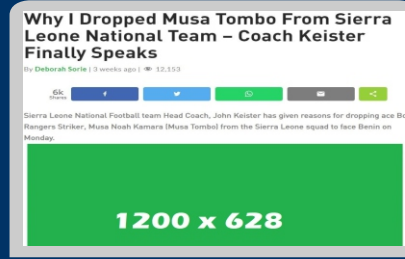 Why I Dropped Musa Tombo From Sierra
Leone National Team – Coach Keister
Finally Speaks
By Deborah Sorie | 3 weeks ago | 12,153
6k
Shares
Sierra Leone National Football team Head Coach, John Keister has given reasons for dropping ace Bo
Rangers Striker, Musa Noah Kamara (Musa Tombo) from the Sierra Leone squad to face Benin on
Monday.
1200 x 628